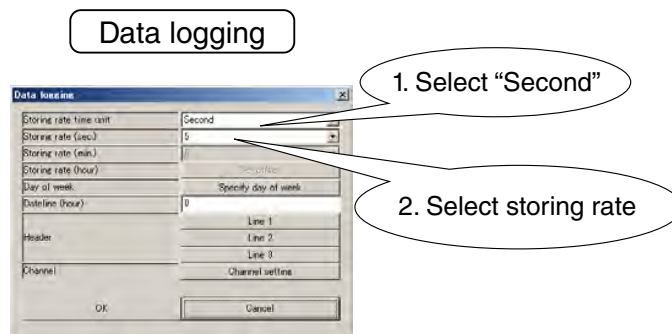 Data logging
1. Select “Second”
Data logging
Storing rate time unit Second
Storing rate (sec.) 5
Storing rate (min.)
Storing rate (hour)
Day of week Specify day of week
Dateline (hour) 0
Line 1
Header Line 2
Line 3
Channel Channel setting
OK Cancel
2. Select storing rate